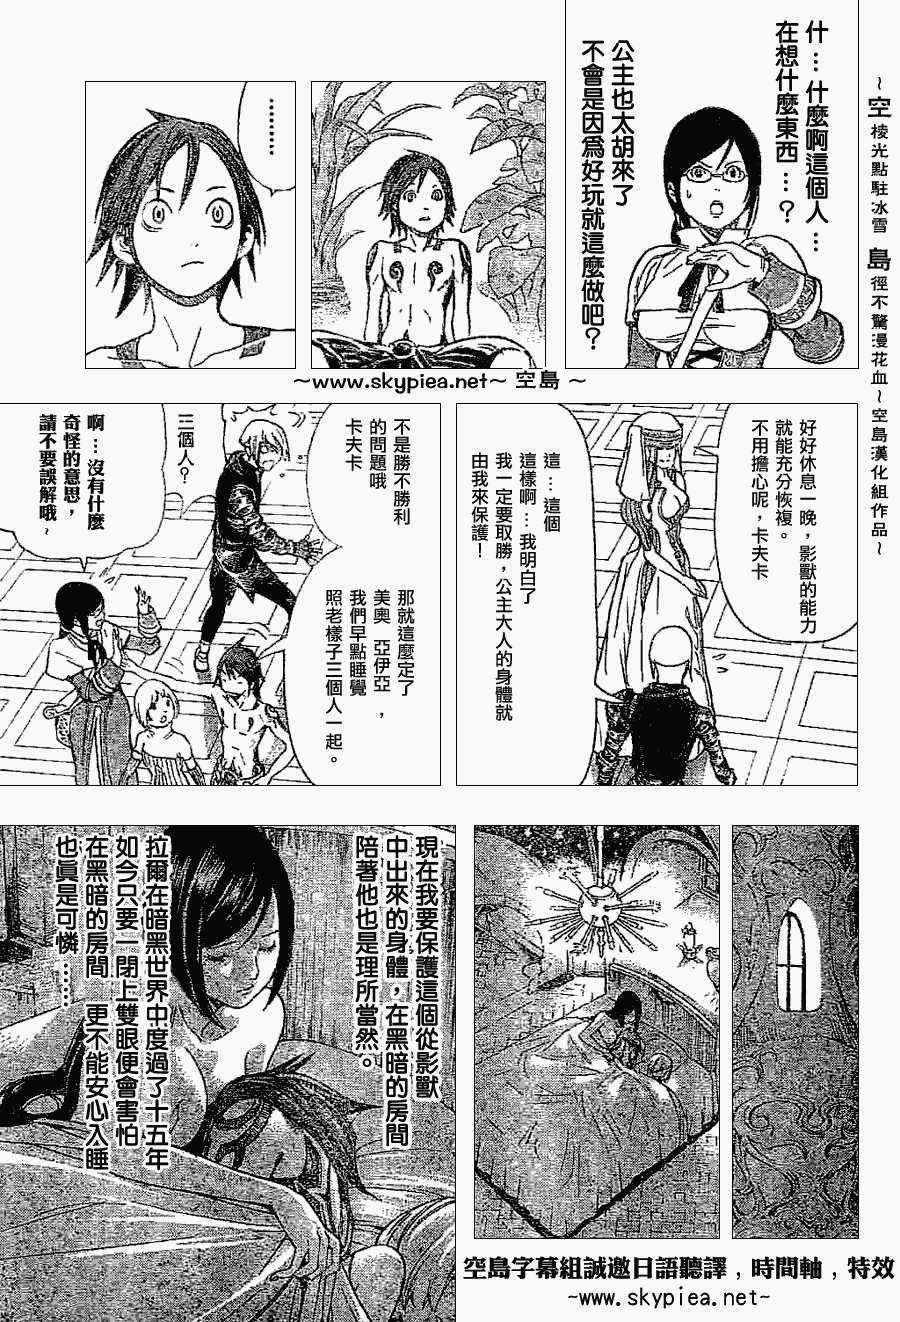 ~空 棱光點駐冰雪 島 徑不驚漫花血~空島漢化組作品~
什…什麼啊這個人…
在想什麼東西…?
公主也太胡來了
不會是因為好玩就這麼做吧?
………
~www.skypiea.net~ 空島 ~
好好休息一晚,影獸的能力
就能充分恢複。
不用擔心呢,卡夫卡
這…這個
這樣啊…我明白了
我一定要取勝,公主大人的身體就
由我來保護!
不是勝不勝利
的問題哦
卡夫卡
那就這麼定了
美奧 亞伊亞,
我們早點睡覺
照老樣子三個人一起。
三個人?
啊…沒有什麼
奇怪的意思,
請不要誤解哦~
現在我要保護這個從影獸
中出來的身體,在黑暗的房間
陪著他也是理所當然。
拉爾在暗黑世界中度過了十五年
如今只要一閉上雙眼便會害怕
在黑暗的房間 更不能安心入睡
也真是可憐……
空島字幕組誠邀日語聽譯,時間軸,特效
~www.skypiea.net~